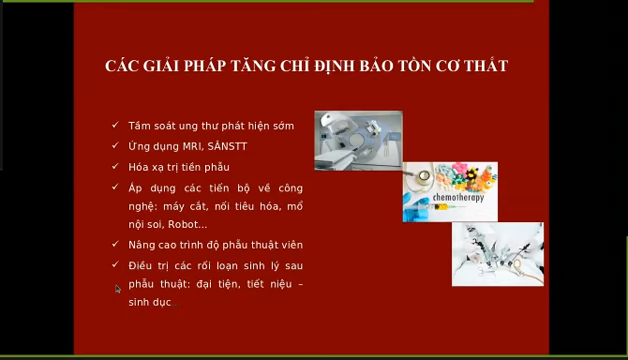 CÁC GIẢI PHÁP TĂNG CHỈ ĐỊNH BẢO TỒN CƠ THẮT
✓ Tầm soát ung thư phát hiện sớm
✓ Ứng dụng MRI, SÂNSTT
✓ Hóa xạ trị tiền phẫu
✓ Áp dụng các tiến bộ về công
nghệ: máy cắt, nối tiêu hóa, mổ
nội soi, Robot...
✓ Nâng cao trình độ phẫu thuật viên
✓ Điều trị các rối loạn sinh lý sau
phẫu thuật: đại tiện, tiết niệu –
sinh dục
chemotherapy